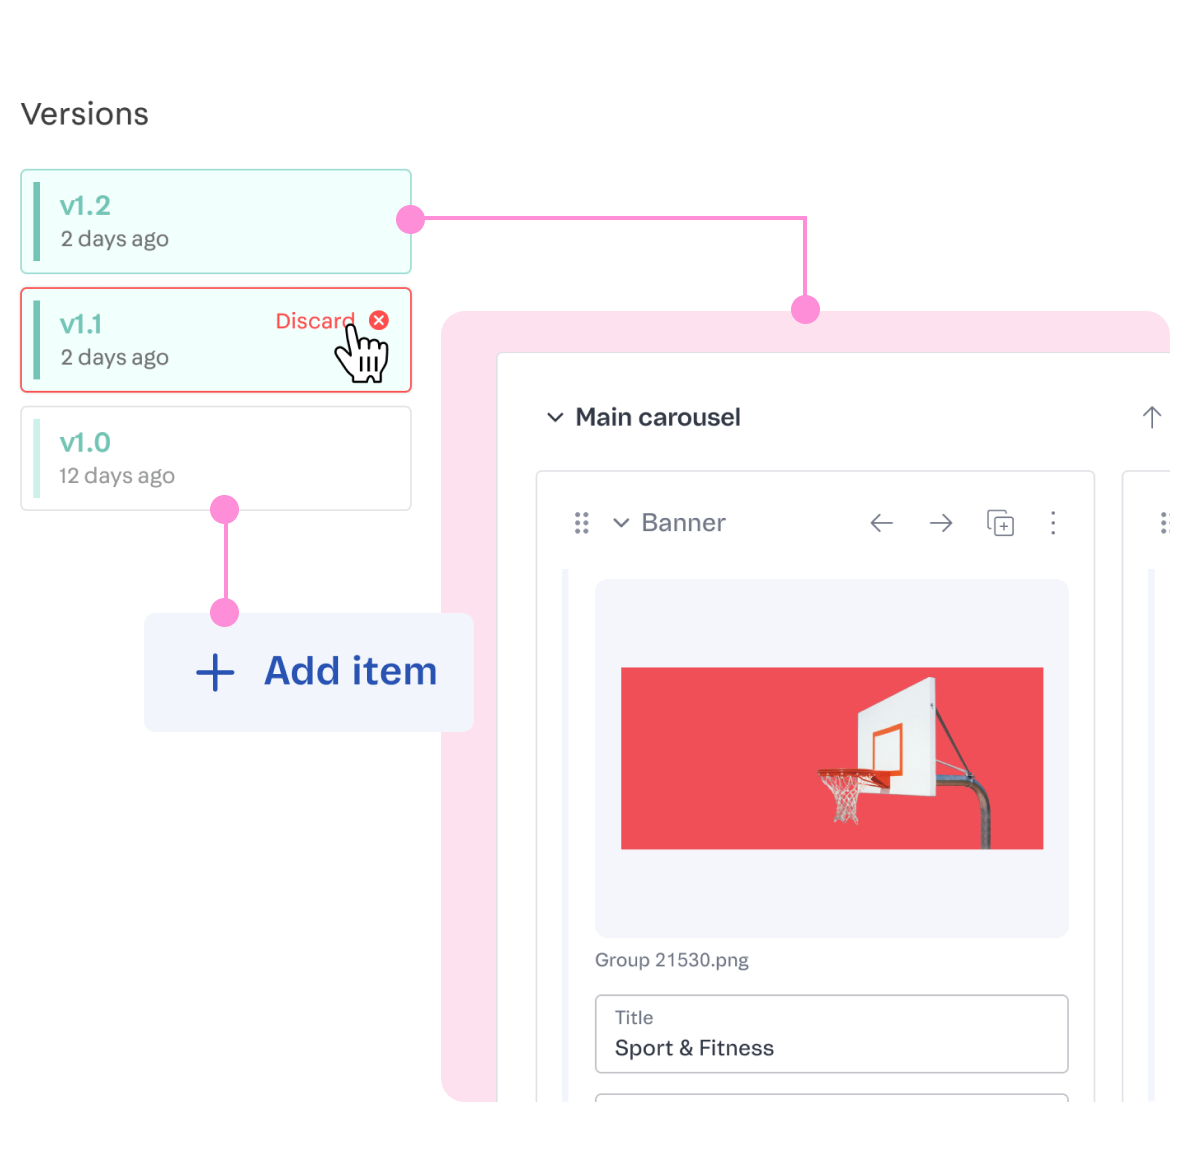 Versions
v1.2
2 days ago
v1.1
Discard
2 days ago
v1.0
12 days ago
Add item
Main carousel
Banner
Group 21530.png
Title
Sport & Fitness